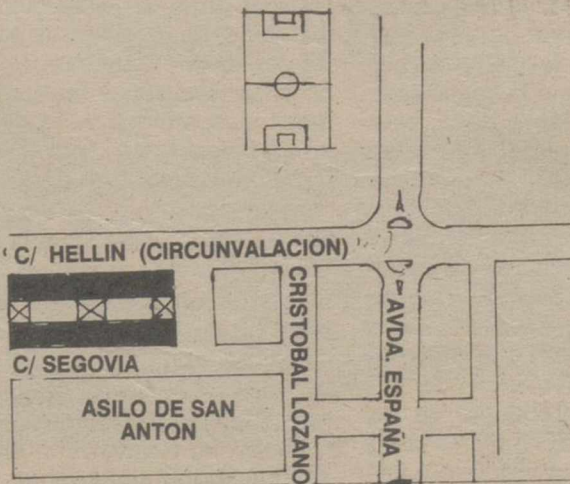 C/ HELLIN (CIRCUNVALACION)
C/ SEGOVIA
ASILO DE SAN
ANTON
CRISTOBAL LOZANO
AVDA. ESPAÑA